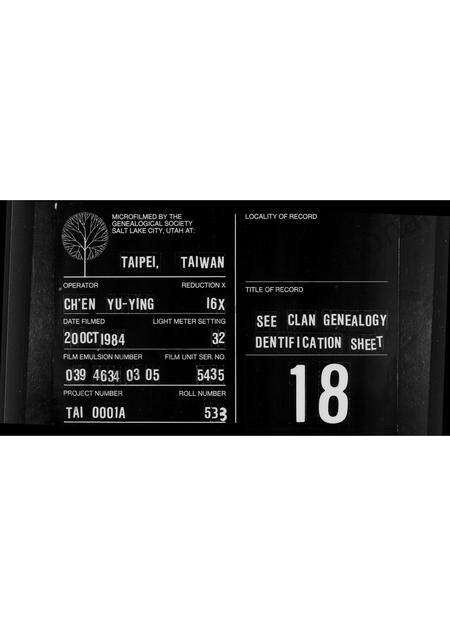 MICROFILMED BY THE
GENEALOGICAL SOCIETY
SALT LAKE CITY, UTAH AT:
TAIPEI, TAIWAN
OPERATOR REDUCTION X
CH'EN YU-YING 16X
DATE FILMED LIGHT METER SETTING
20 OCT 1984 32
FILM EMULSION NUMBER FILM UNIT SER. NO.
039 4634 03 05 5435
PROJECT NUMBER ROLL NUMBER
TAI 0001A 533
LOCALITY OF RECORD
TITLE OF RECORD
SEE CLAN GENEALOGY
DENTIFICATION SHEET
18